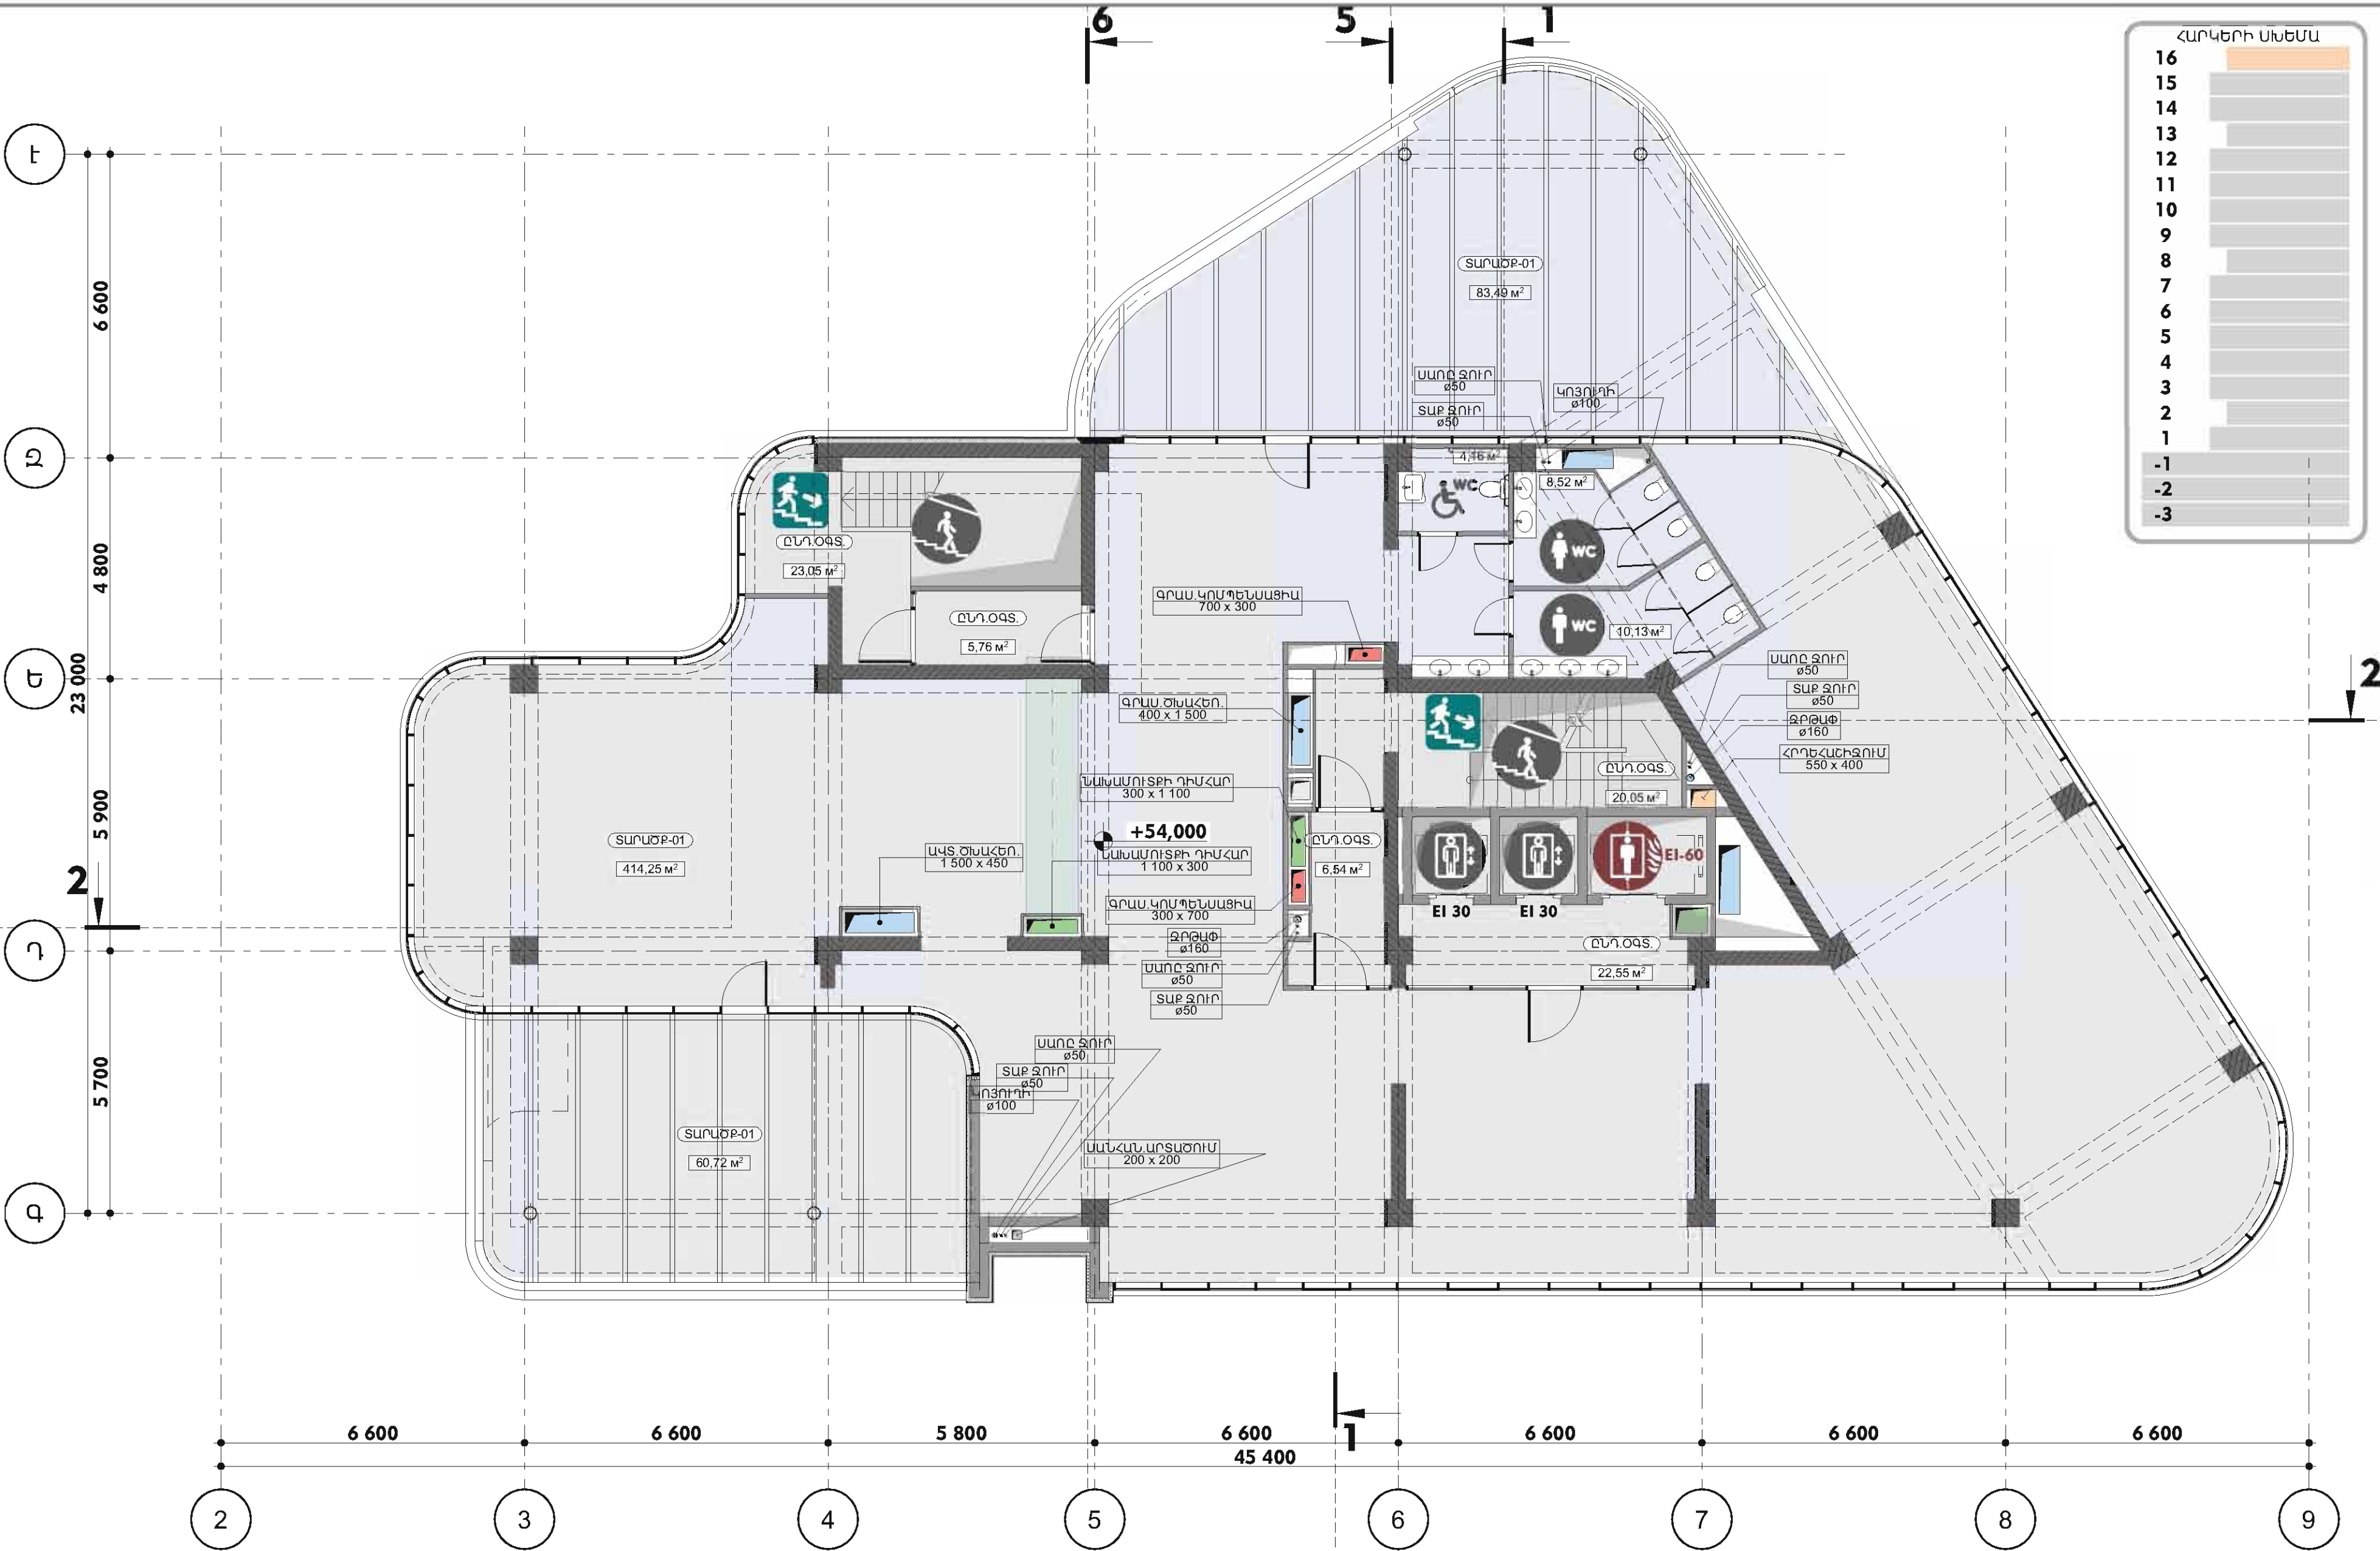 6
5
1
ՀԱՐԿԵՐԻ ՍԽԵՄԱ
16
15
14
13
12
11
10
9
8
7
6
5
4
3
2
1
-1
-2
-3
Է
Ձ
Ե
Դ
Գ
6 600
4 800
23 000
5 900
5 700
ՏԱՐԱԾՔ-01
83,49 м²
ՍԱՌԸ ՋՈՒՐ
ø50
ՏԱՔ ՋՈՒՐ
ø50
ԿՈՅՈՒՂԻ
ø100
4,16 м²
WC
8,52 м²
WC
WC
10,13 м²
ԸՆԴ.ՕԳՏ.
23,05 м²
ԸՆԴ.ՕԳՏ.
5,76 м²
ԳՐԱՍ.ԿՈՄՊԵՆՍԱՑԻԱ
700 x 300
ԳՐԱՍ.ԾԽԱՀԵՌ.
400 x 1 500
ՆԱԽԱՄՈՒՏՔԻ ԴԻՄՀԱՐ
300 x 1 100
+54,000
ՆԱԽԱՄՈՒՏՔԻ ԴԻՄՀԱՐ
1 100 x 300
ԳՐԱՍ.ԿՈՄՊԵՆՍԱՑԻԱ
300 x 700
ՋՐԹԱՓ
ø160
ՍԱՌԸ ՋՈՒՐ
ø50
ՏԱՔ ՋՈՒՐ
ø50
ԸՆԴ.ՕԳՏ.
6,54 м²
ԸՆԴ.ՕԳՏ.
20,05 м²
ՍԱՌԸ ՋՈՒՐ
ø50
ՏԱՔ ՋՈՒՐ
ø50
ՋՐԹԱՓ
ø160
ՀՐԴԵՀԱՇԻՋՈՒՄ
550 x 400
EI-60
EI 30
EI 30
ԸՆԴ.ՕԳՏ.
22,55 м²
ՏԱՐԱԾՔ-01
414,25 м²
ԱՎՏ.ԾԽԱՀԵՌ.
1 500 x 450
2
2
ՍԱՌԸ ՋՈՒՐ
ø50
ՏԱՔ ՋՈՒՐ
ø50
ԿՈՅՈՒՂԻ
ø100
ՍԱՆՀԱՆ.ԱՐՏԱԾՈՒՄ
200 x 200
ՏԱՐԱԾՔ-01
60,72 м²
1
6 600
6 600
5 800
6 600
6 600
6 600
6 600
45 400
2
3
4
5
6
7
8
9